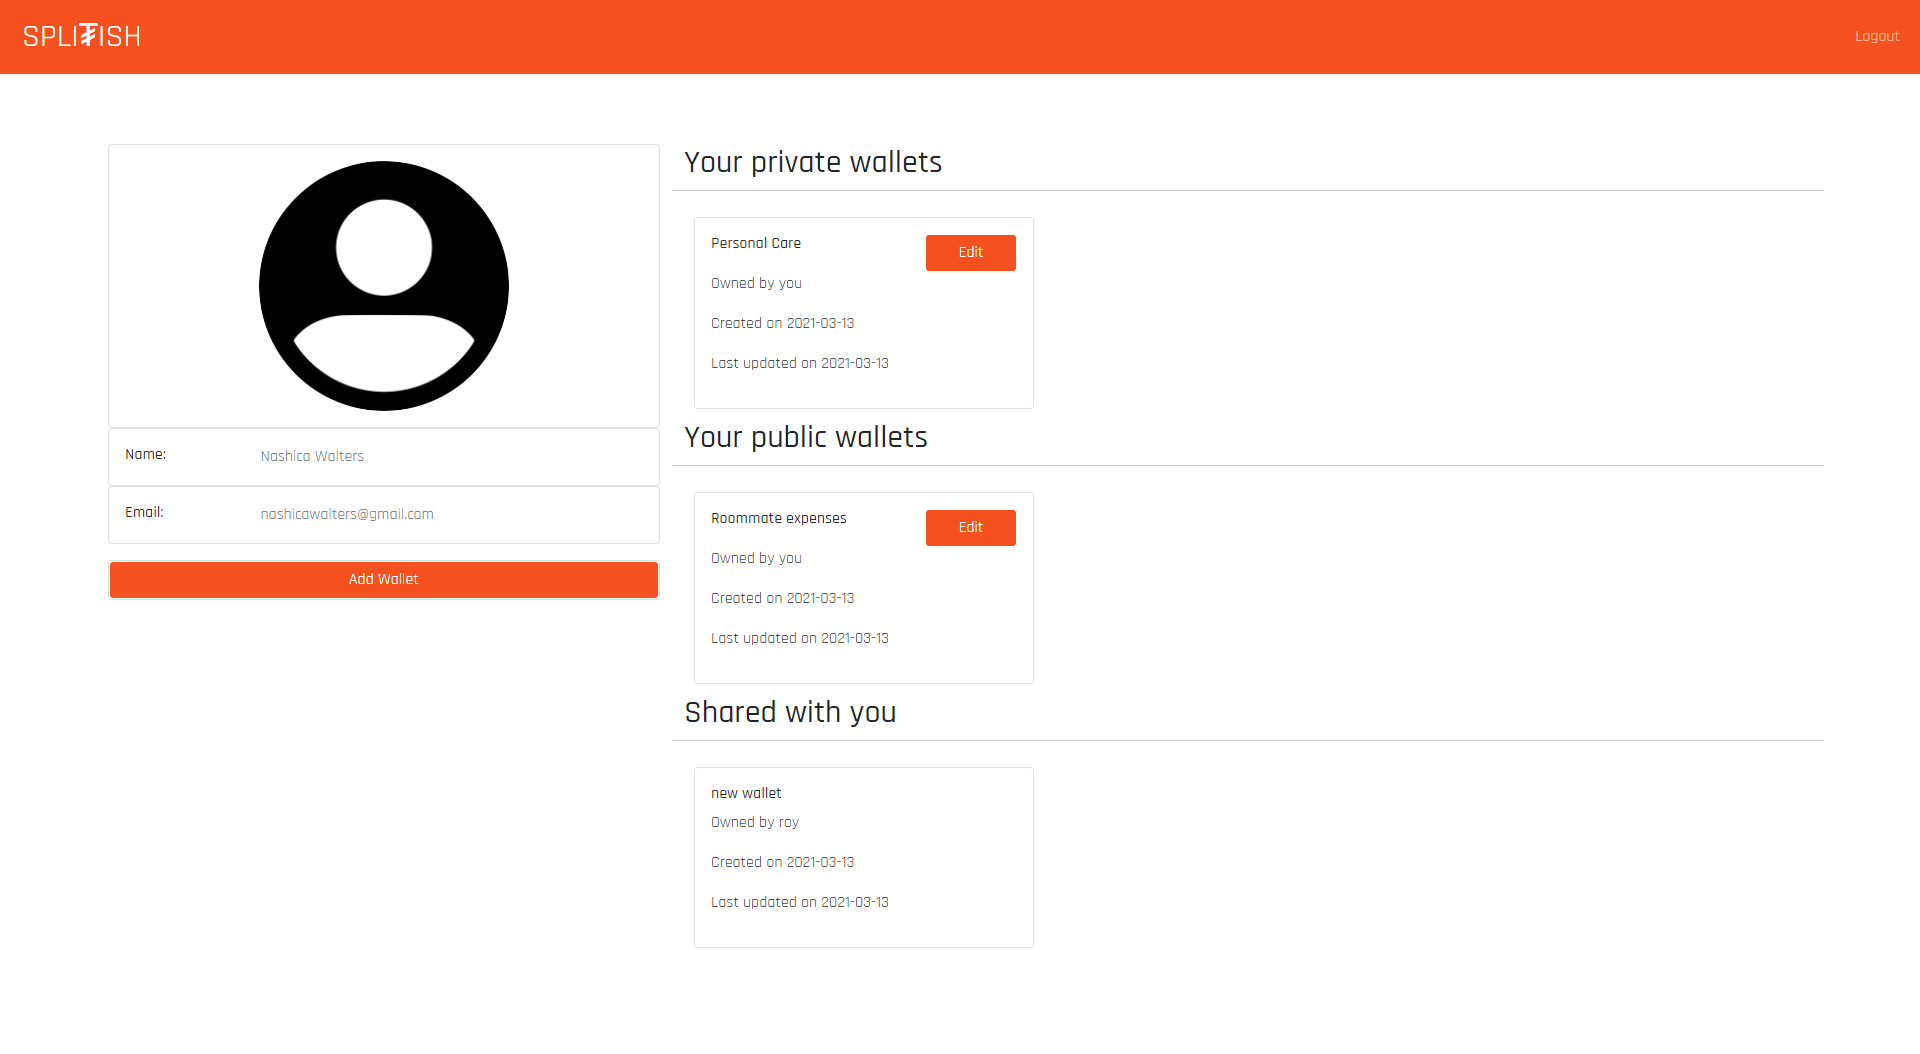 SPLITISH
Logout
Name: Nashica Walters
Email: nashicawalters@gmail.com
Add Wallet
Your private wallets
Personal Care
Edit
Owned by you
Created on 2021-03-13
Last updated on 2021-03-13
Your public wallets
Roommate expenses
Edit
Owned by you
Created on 2021-03-13
Last updated on 2021-03-13
Shared with you
new wallet
Owned by roy
Created on 2021-03-13
Last updated on 2021-03-13